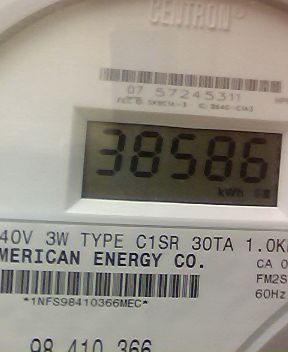 CENTRON®
07 57245311
38586
kWh
40V 3W TYPE C1SR 30TA 1.0K
MERICAN ENERGY CO.
CA 0
FM2S
60Hz
*1NFS98410366MEC*
98 410 366